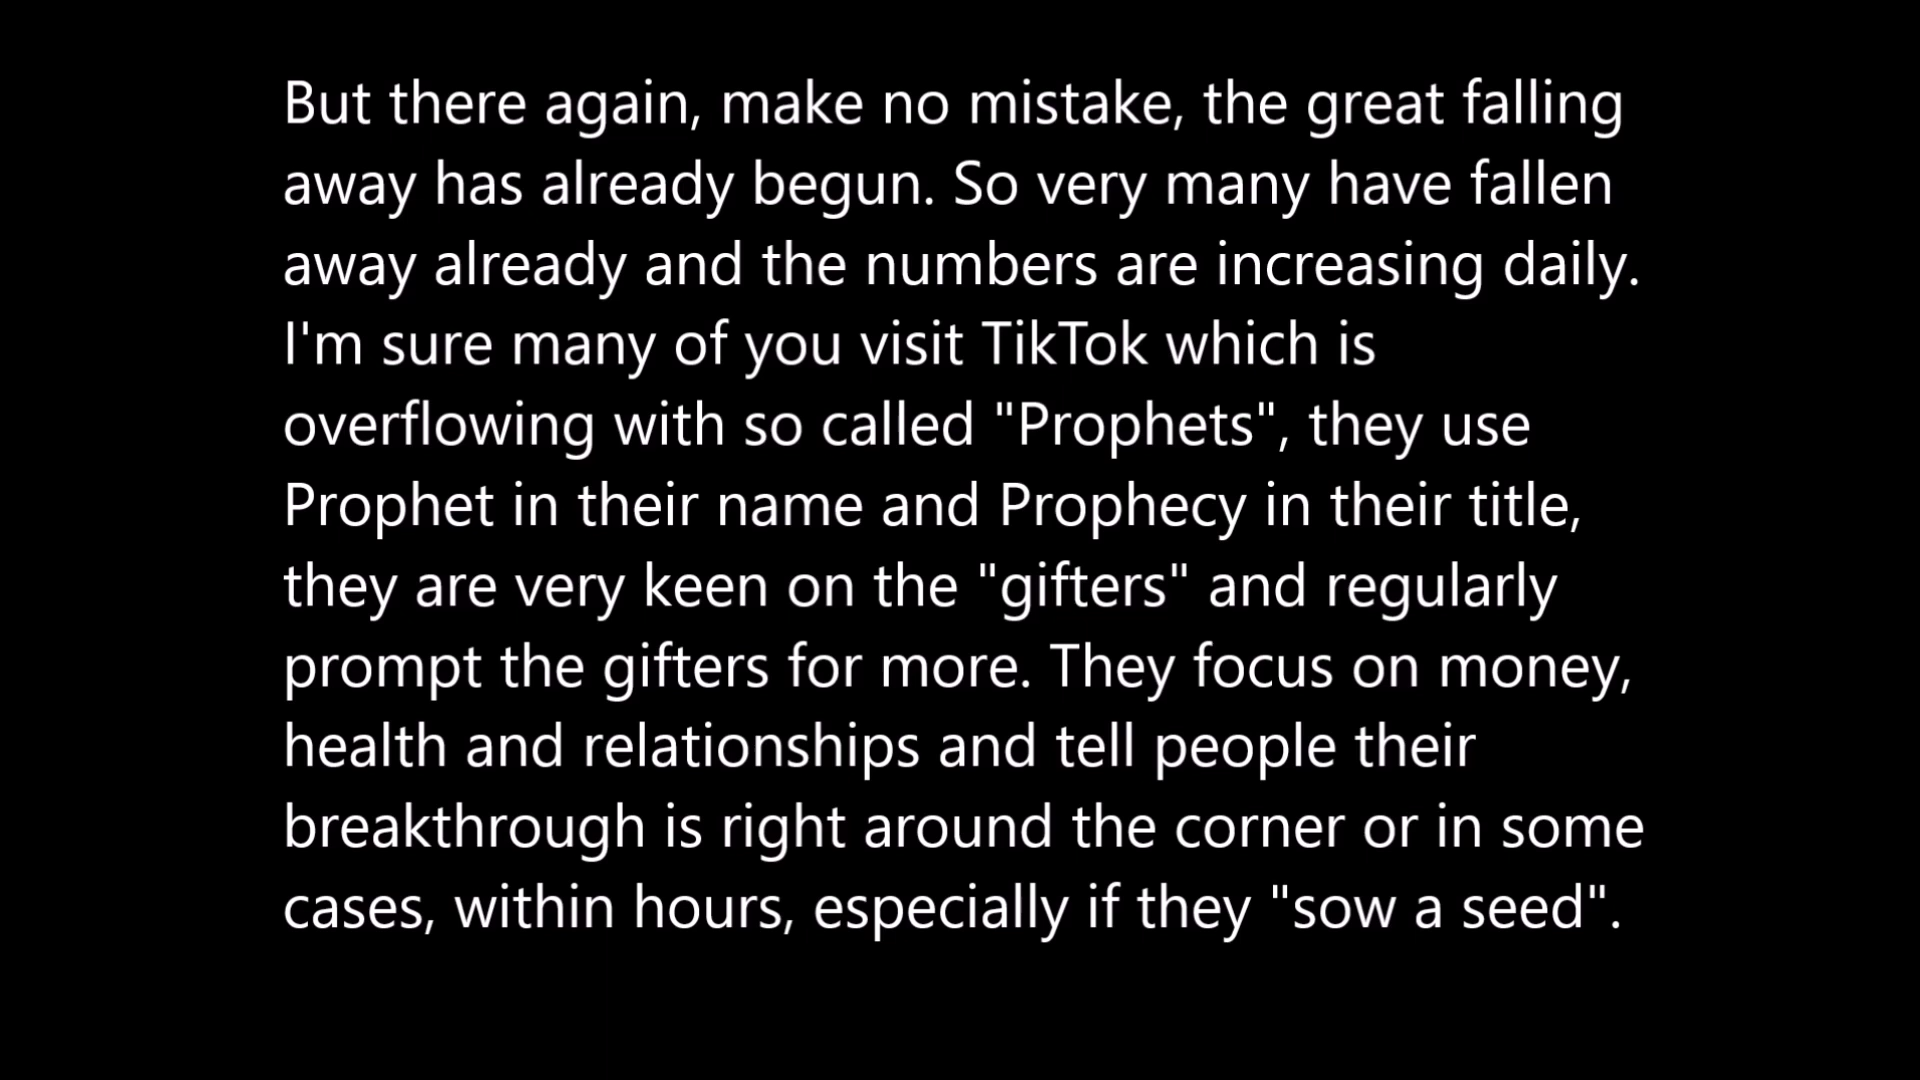 But there again, make no mistake, the great falling
away has already begun. So very many have fallen
away already and the numbers are increasing daily.
I'm sure many of you visit TikTok which is
overflowing with so called "Prophets", they use
Prophet in their name and Prophecy in their title,
they are very keen on the "gifters" and regularly
prompt the gifters for more. They focus on money,
health and relationships and tell people their
breakthrough is right around the corner or in some
cases, within hours, especially if they "sow a seed".